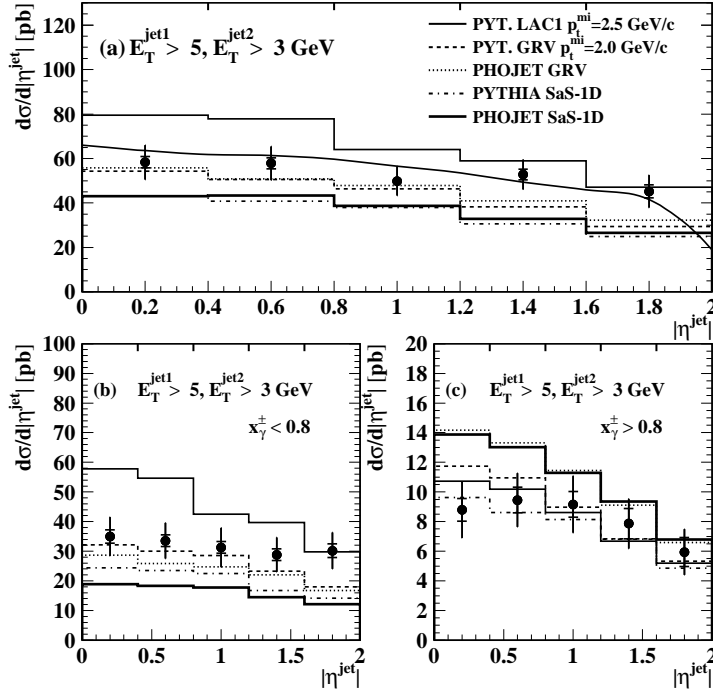 (a) E_T^jet1 > 5, E_T^jet2 > 3 GeV
PYT. LAC1 p_t^mi=2.5 GeV/c
PYT. GRV p_t^mi=2.0 GeV/c
PHOJET GRV
PYTHIA SaS-1D
PHOJET SaS-1D
dσ/d|η^jet| [pb]
120
100
80
60
40
20
0
0 0.2 0.4 0.6 0.8 1 1.2 1.4 1.6 1.8 2
|η^jet|
(b) E_T^jet1 > 5, E_T^jet2 > 3 GeV
x_γ^± < 0.8
dσ/d|η^jet| [pb]
100
90
80
70
60
50
40
30
20
10
0
0 0.5 1 1.5 2
|η^jet|
(c) E_T^jet1 > 5, E_T^jet2 > 3 GeV
x_γ^± > 0.8
dσ/d|η^jet| [pb]
20
18
16
14
12
10
8
6
4
2
0
0 0.5 1 1.5 2
|η^jet|